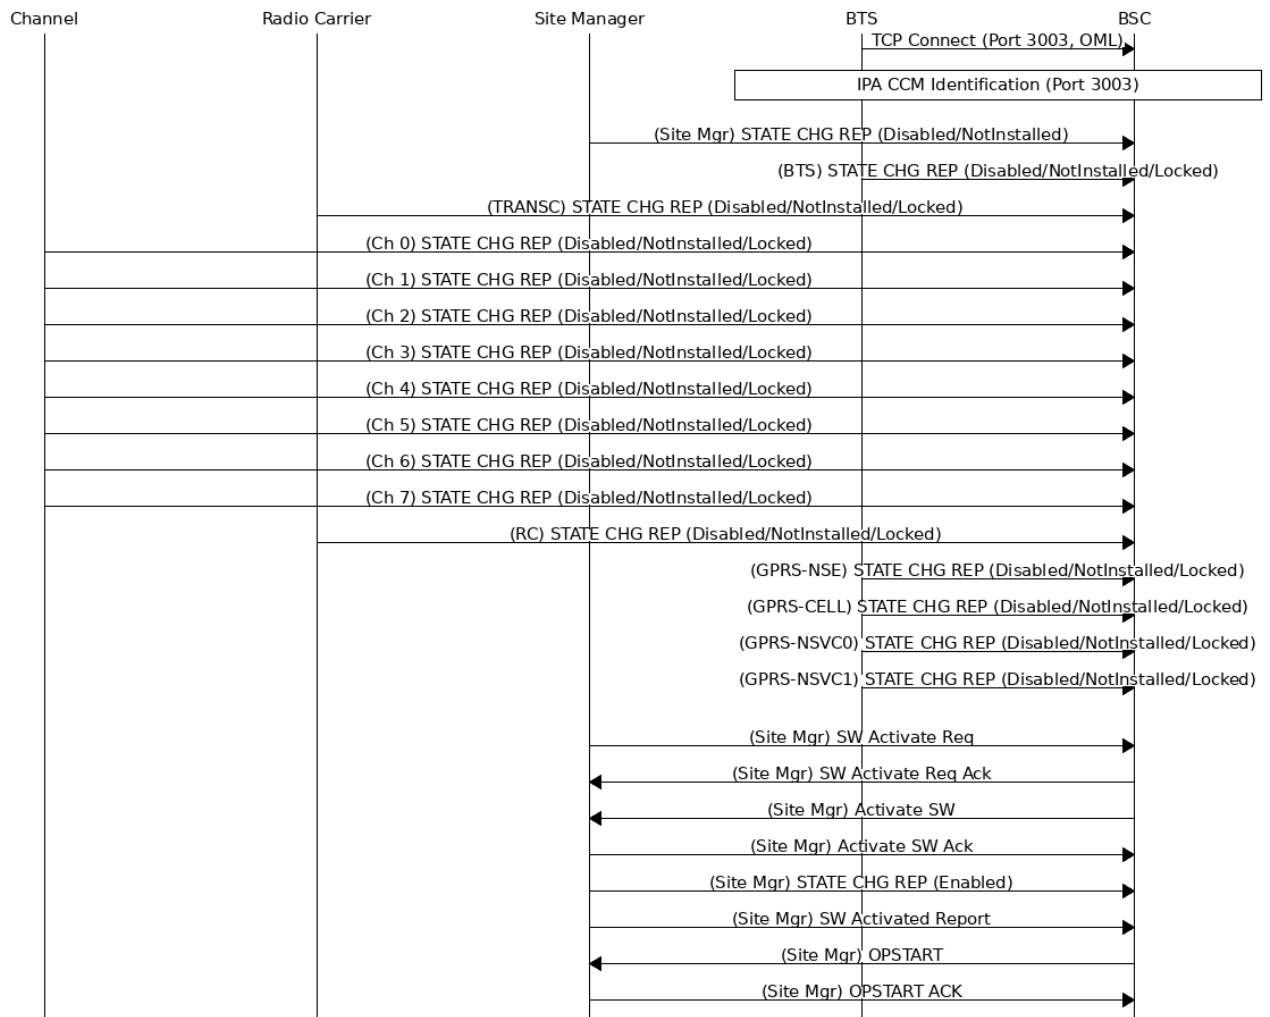 Channel Radio Carrier Site Manager BTS BSC
TCP Connect (Port 3003, OML)
IPA CCM Identification (Port 3003)
(Site Mgr) STATE CHG REP (Disabled/NotInstalled)
(BTS) STATE CHG REP (Disabled/NotInstalled/Locked)
(TRANSC) STATE CHG REP (Disabled/NotInstalled/Locked)
(Ch 0) STATE CHG REP (Disabled/NotInstalled/Locked)
(Ch 1) STATE CHG REP (Disabled/NotInstalled/Locked)
(Ch 2) STATE CHG REP (Disabled/NotInstalled/Locked)
(Ch 3) STATE CHG REP (Disabled/NotInstalled/Locked)
(Ch 4) STATE CHG REP (Disabled/NotInstalled/Locked)
(Ch 5) STATE CHG REP (Disabled/NotInstalled/Locked)
(Ch 6) STATE CHG REP (Disabled/NotInstalled/Locked)
(Ch 7) STATE CHG REP (Disabled/NotInstalled/Locked)
(RC) STATE CHG REP (Disabled/NotInstalled/Locked)
(GPRS-NSE) STATE CHG REP (Disabled/NotInstalled/Locked)
(GPRS-CELL) STATE CHG REP (Disabled/NotInstalled/Locked)
(GPRS-NSVC0) STATE CHG REP (Disabled/NotInstalled/Locked)
(GPRS-NSVC1) STATE CHG REP (Disabled/NotInstalled/Locked)
(Site Mgr) SW Activate Req
(Site Mgr) SW Activate Req Ack
(Site Mgr) Activate SW
(Site Mgr) Activate SW Ack
(Site Mgr) STATE CHG REP (Enabled)
(Site Mgr) SW Activated Report
(Site Mgr) OPSTART
(Site Mgr) OPSTART ACK